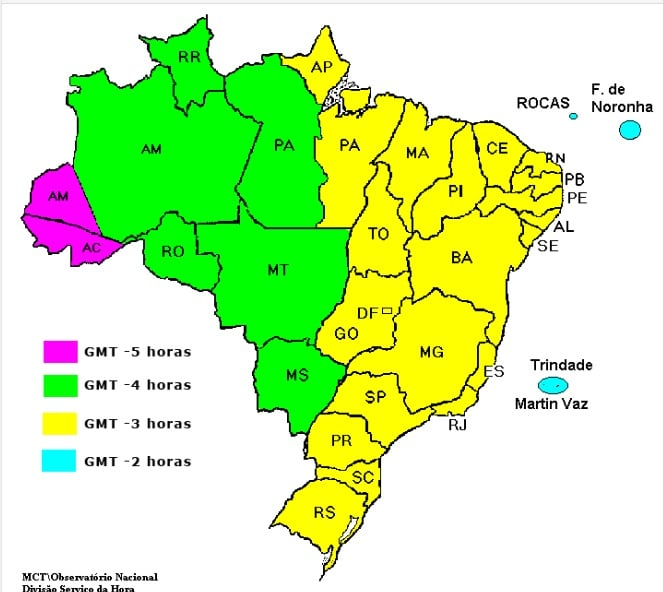 RR
AP
ROCAS
F. de
Noronha
AM
PA
PA
MA
CE
RN
PB
PE
AL
SE
PI
AM
AC
RO
TO
BA
MT
DF
GO
MG
ES
Trindade
Martin Vaz
MS
SP
RJ
PR
SC
RS
GMT -5 horas
GMT -4 horas
GMT -3 horas
GMT -2 horas
MCT\Observatório Nacional
Divisão Serviço da Hora